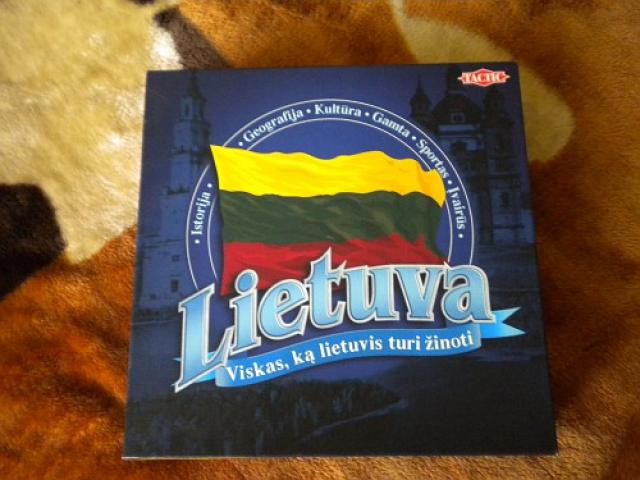 TACTIC
• Istorija • Geografija • Kultūra • Gamta • Sportas • Įvairūs •
Lietuva
Viskas, ką lietuvis turi žinoti